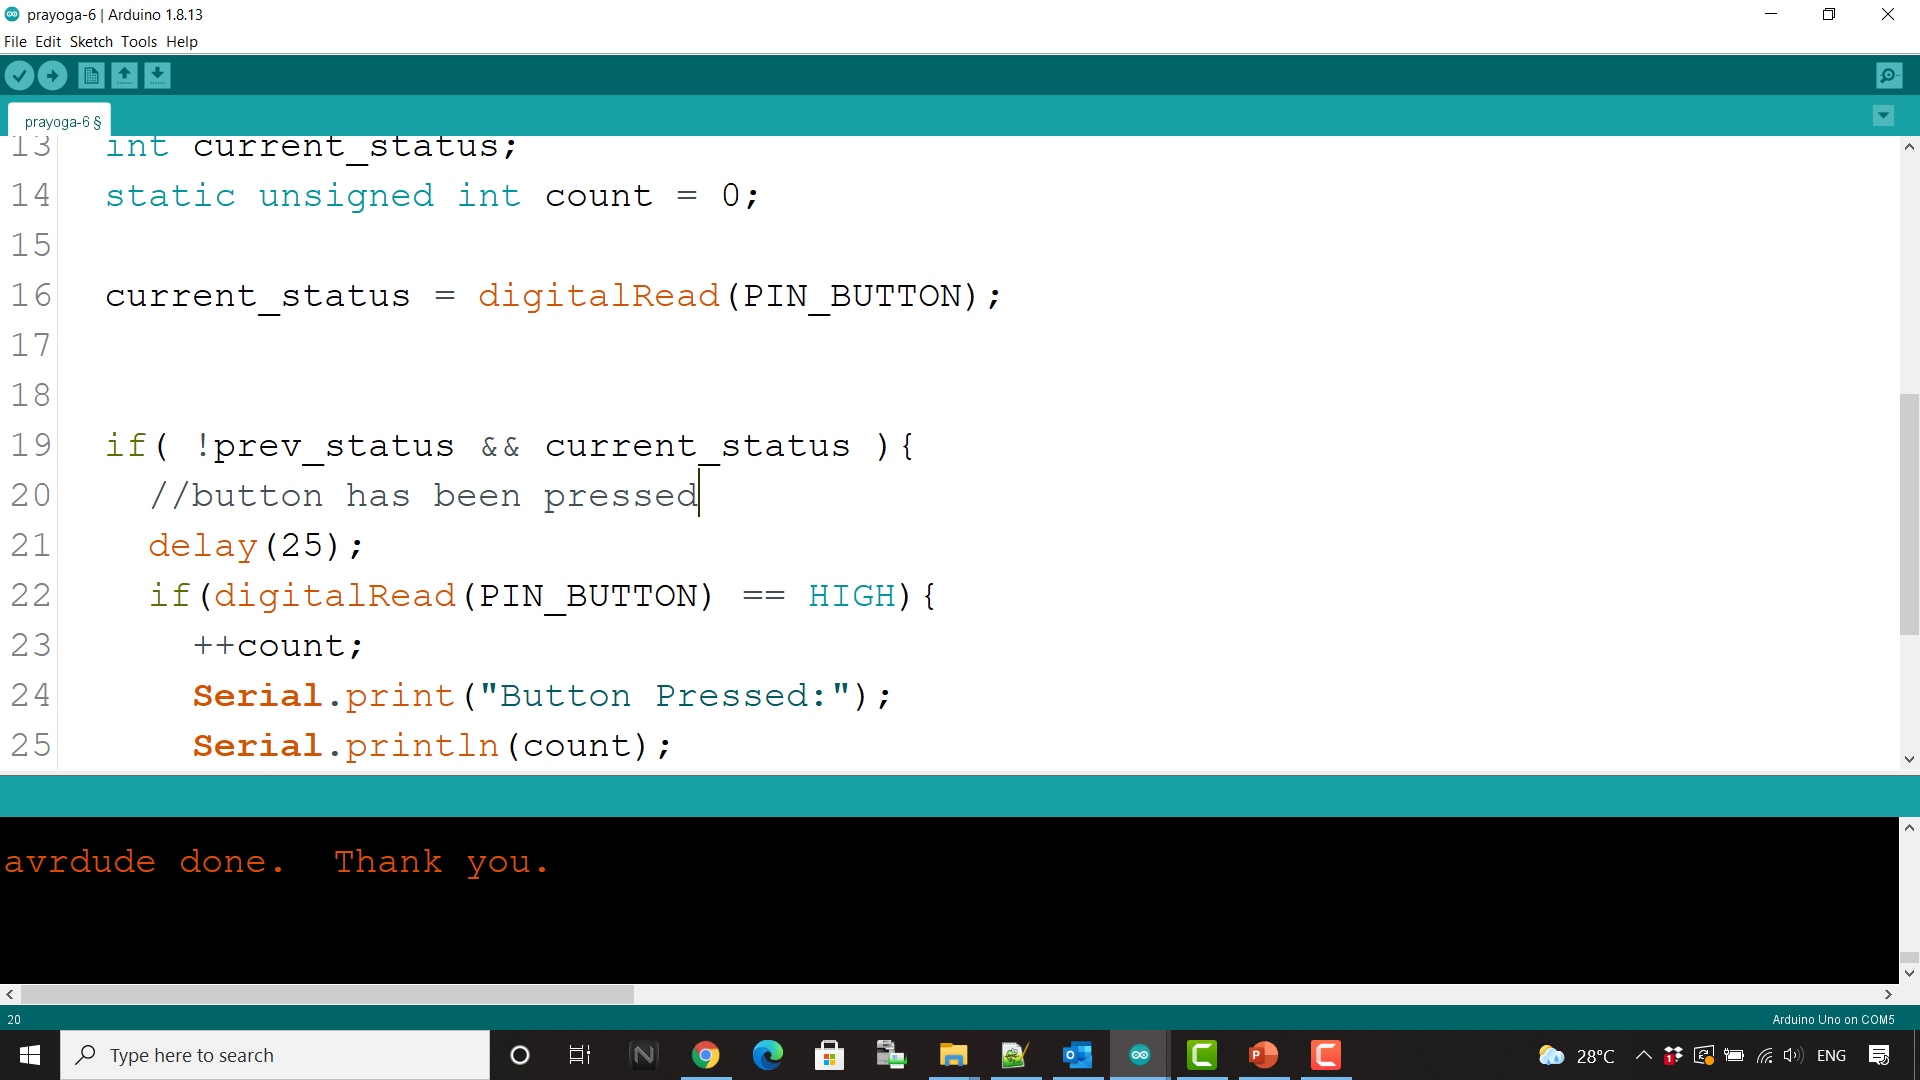 prayoga-6 | Arduino 1.8.13
File Edit Sketch Tools Help
prayoga-6 §
13 int current_status;
14 static unsigned int count = 0;
15
16 current_status = digitalRead(PIN_BUTTON);
17
18
19 if( !prev_status && current_status ){
20 //button has been pressed
21 delay(25);
22 if(digitalRead(PIN_BUTTON) == HIGH){
23 ++count;
24 Serial.print("Button Pressed:");
25 Serial.println(count);
avrdude done.  Thank you.
20
Arduino Uno on COM5
Type here to search
28°C
ENG